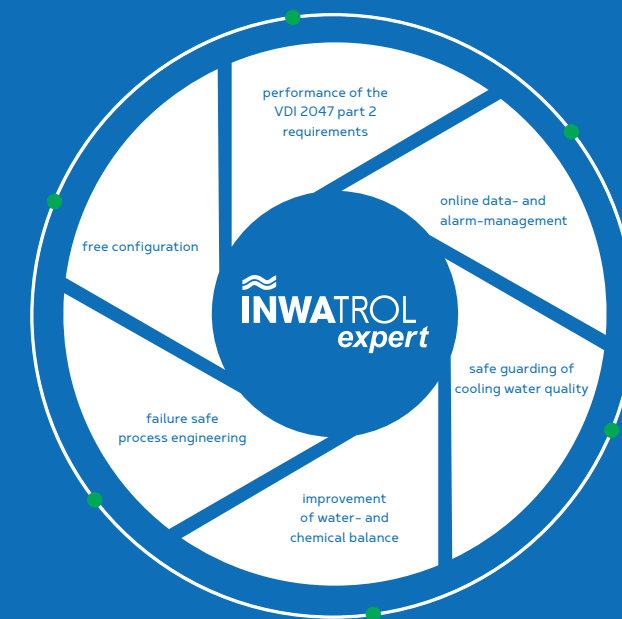 performance of the
VDI 2047 part 2
requirements
online data- and
alarm-management
safe guarding of
cooling water quality
improvement
of water- and
chemical balance
failure safe
process engineering
free configuration
INWATROL
expert